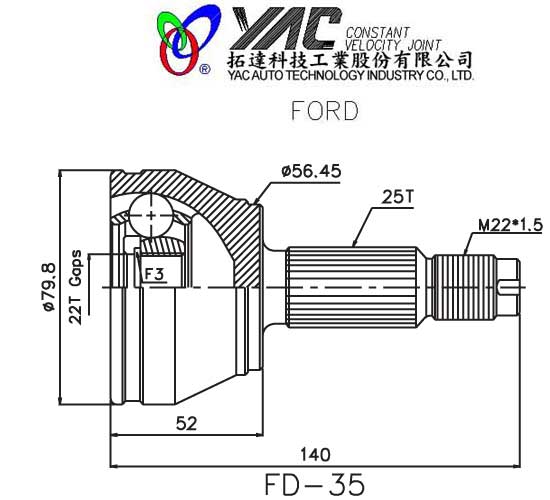 YAC CONSTANT
VELOCITY JOINT
®
拓達科技工業股份有限公司
YAC AUTO TECHNOLOGY INDUSTRY CO., LTD.
FORD
ø56.45
25T
M22*1.5
ø79.8
22T Gaps
F3
52
140
FD-35